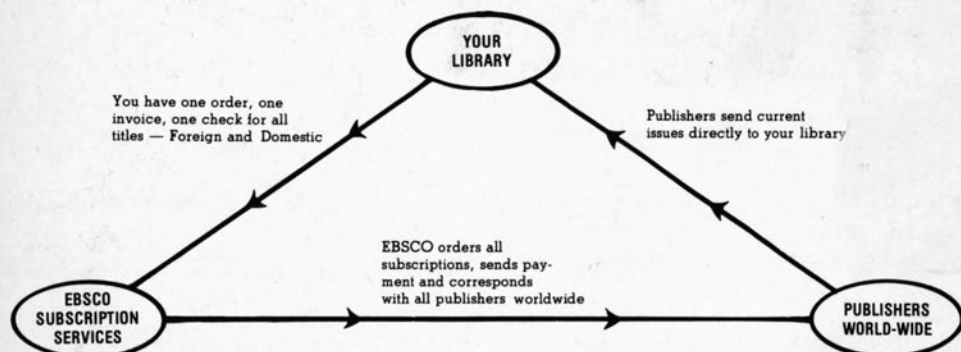 YOUR
LIBRARY
You have one order, one
invoice, one check for all
titles — Foreign and Domestic
Publishers send current
issues directly to your library
EBSCO orders all
subscriptions, sends pay-
ment and corresponds
with all publishers worldwide
EBSCO
SUBSCRIPTION
SERVICES
PUBLISHERS
WORLD-WIDE